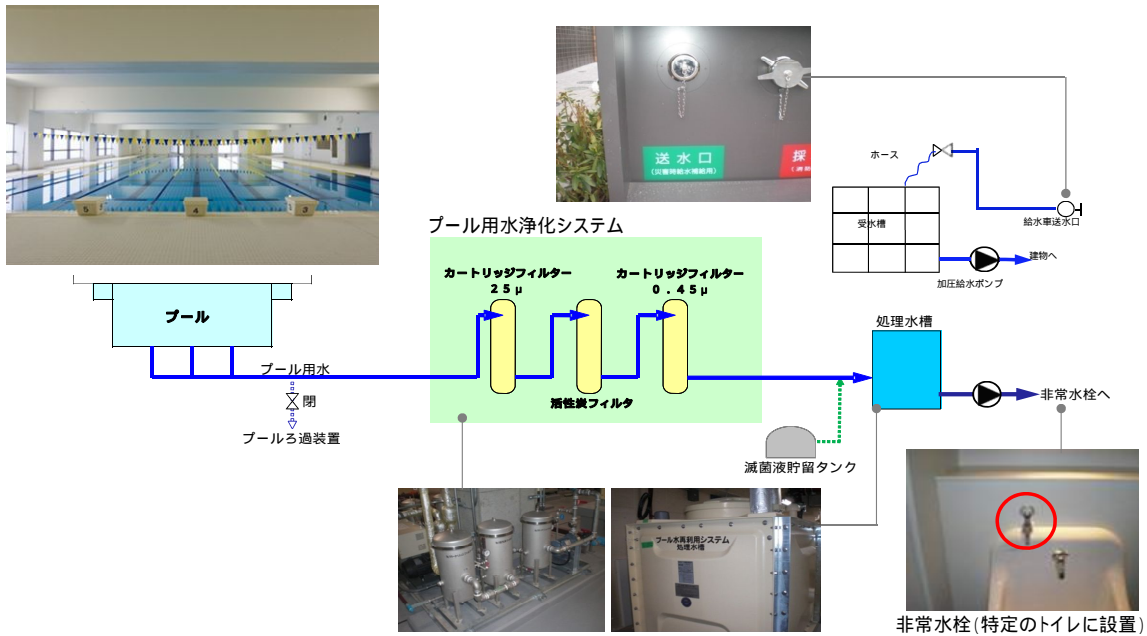 5
4
3
送水口
(災害時給水補給用)
採
ホース
受水槽
給水車送水口
建物へ
加圧給水ポンプ
プール用水浄化システム
カートリッジフィルター
25μ
カートリッジフィルター
0.45μ
活性炭フィルタ
プール
プール用水
閉
プールろ過装置
処理水槽
非常水栓へ
滅菌液貯留タンク
プール水再利用システム
処理水槽
非常水栓(特定のトイレに設置)